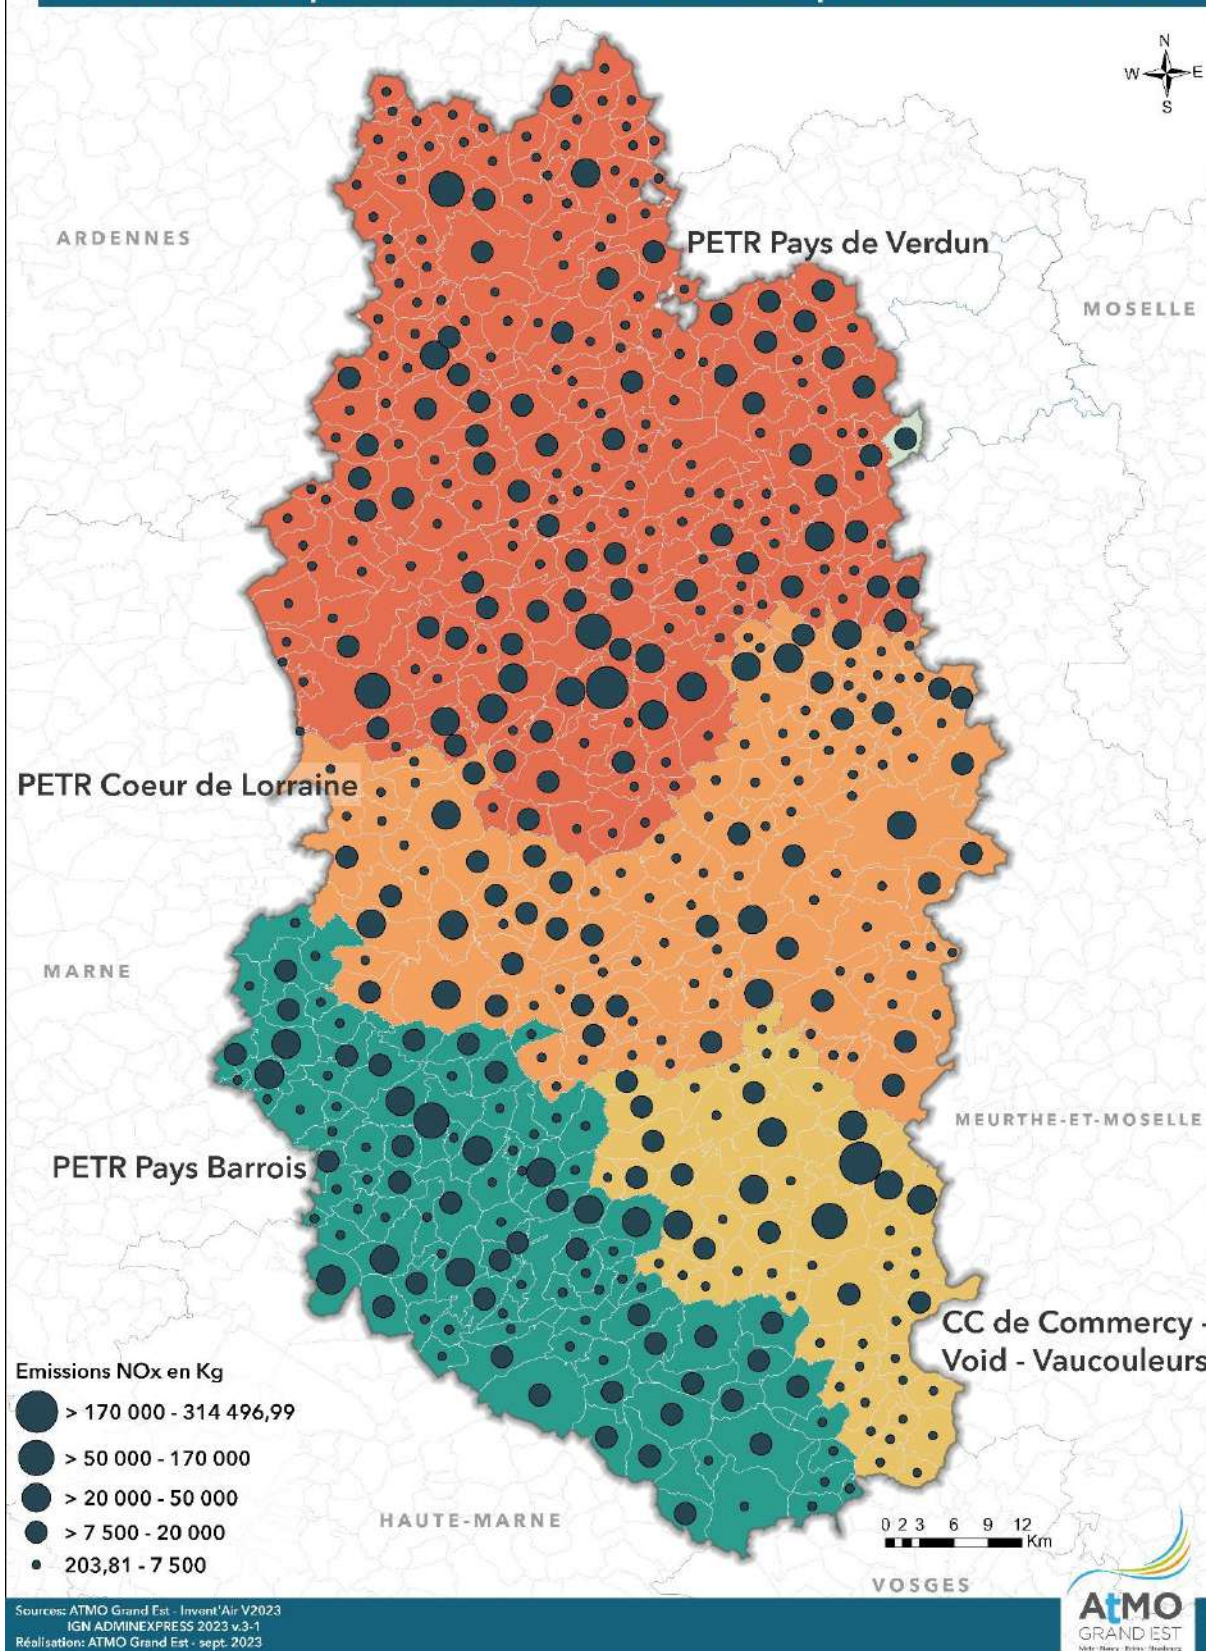 N
W E
S
ARDENNES
PETR Pays de Verdun
MOSELLE
PETR Coeur de Lorraine
MARNE
MEURTHE-ET-MOSELLE
PETR Pays Barrois
CC de Commercy -
Void - Vaucouleurs
Emissions NOx en Kg
> 170 000 - 314 496,99
> 50 000 - 170 000
> 20 000 - 50 000
> 7 500 - 20 000
203,81 - 7 500
HAUTE-MARNE
0 2 3 6 9 12
Km
VOSGES
Sources: ATMO Grand Est - Invent'Air V2023
IGN ADMINEXPRESS 2023 v.3-1
Réalisation: ATMO Grand Est - sept. 2023
AtMO
GRAND EST
Metz - Nancy - Reims - Strasbourg